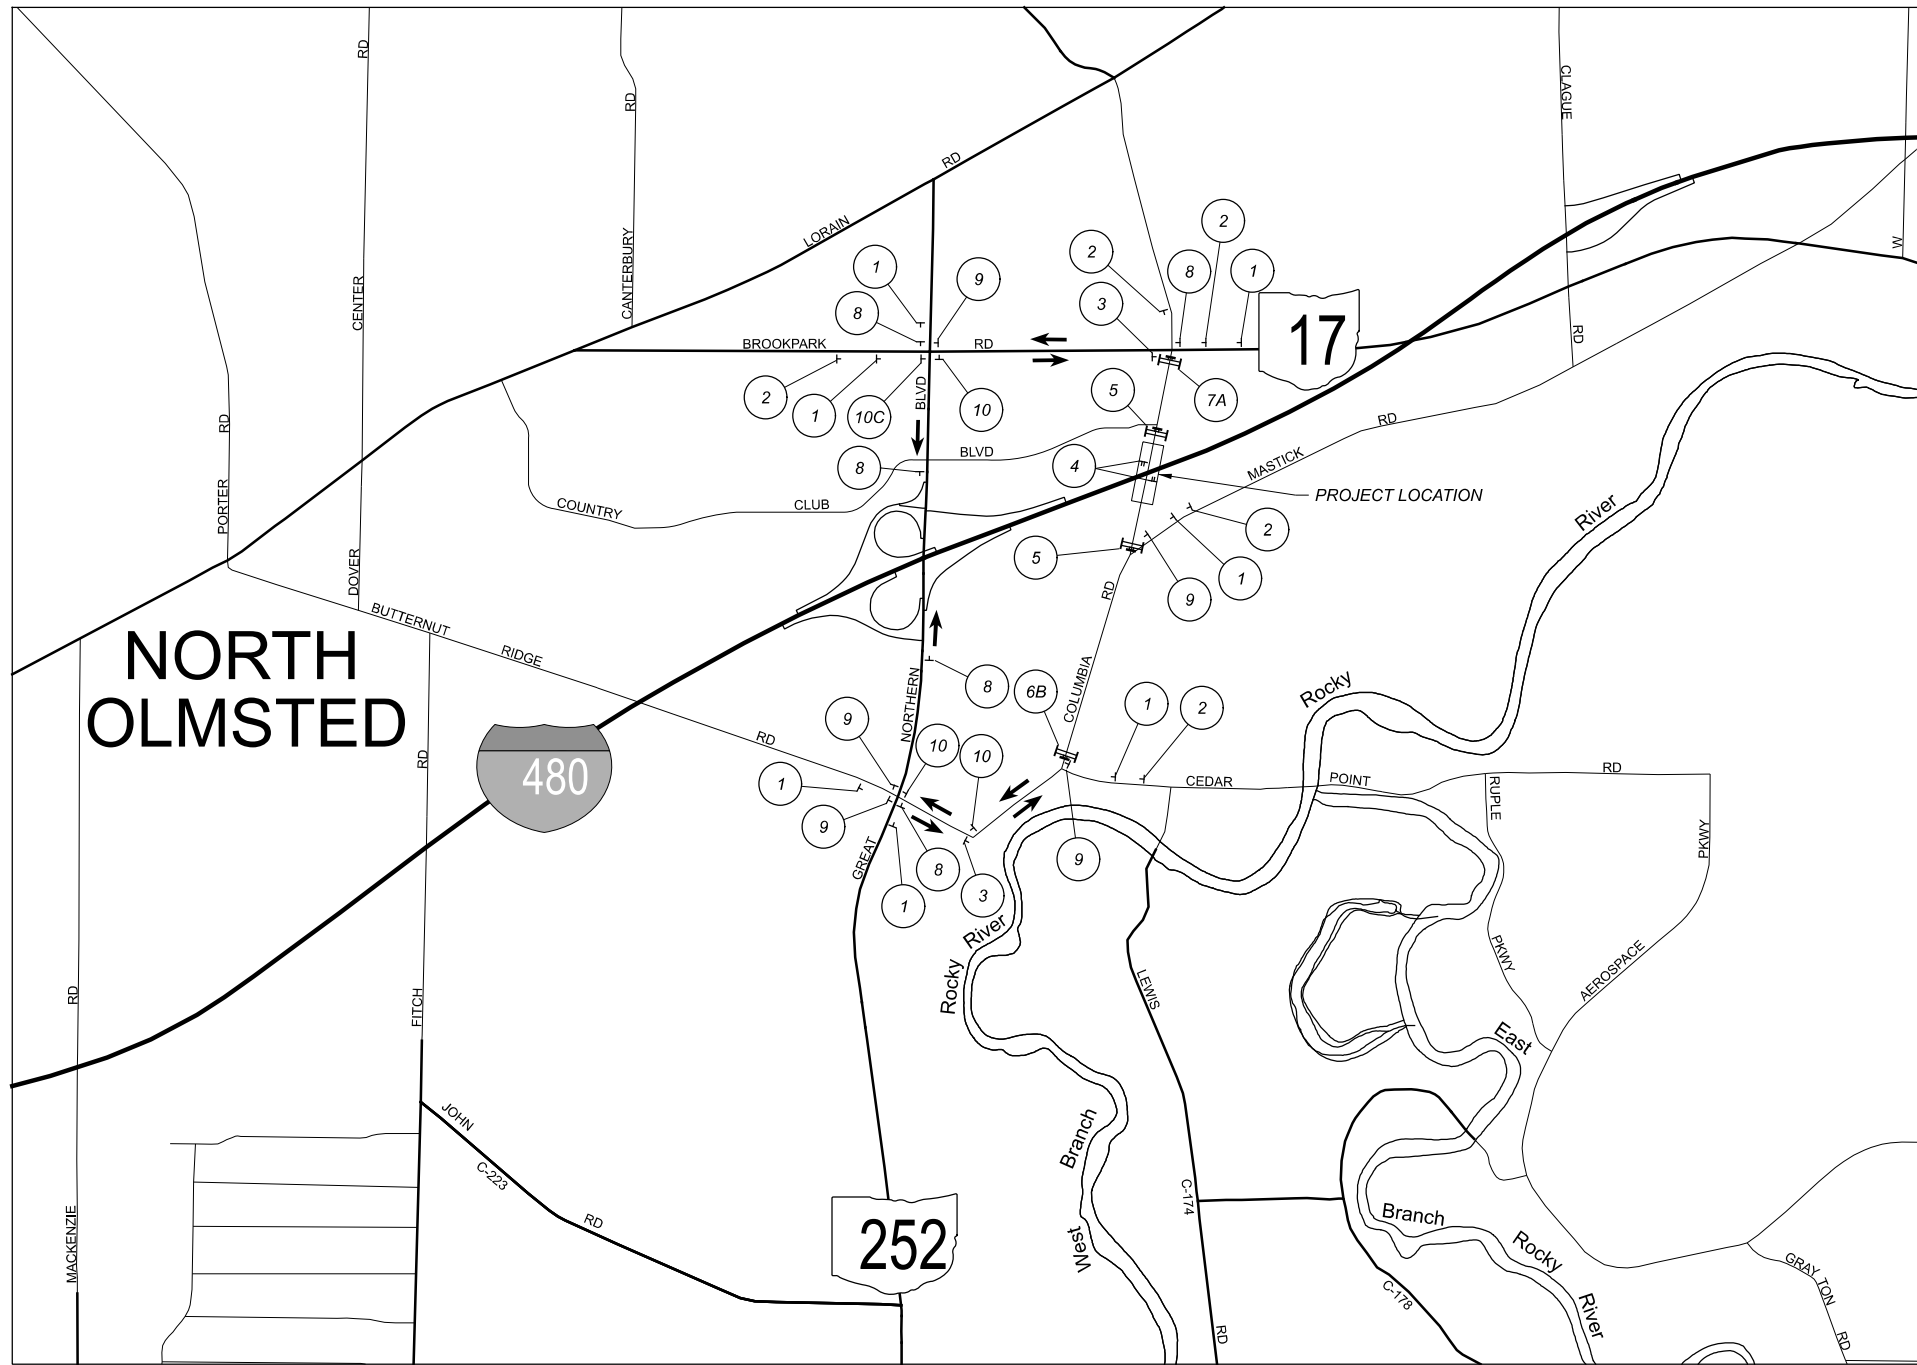 RD
RD
CLAGUE
RD
RD
LORAIN
CANTERBURY
2
2
1
9
8
1
W
CENTER
8
3
17
BROOKPARK
RD
RD
2
1
10C
BLVD
10
5
7A
RD
RD
BLVD
8
4
MASTICK
PROJECT LOCATION
PORTER
COUNTRY
CLUB
River
2
5
DOVER
1
9
RD
BUTTERNUT
NORTH
OLMSTED
RIDGE
NORTHERN
8
6B
COLUMBIA
1
2
Rocky
9
RD
10
10
RD
480
1
CEDAR
POINT
RD
RUPLE
9
GREAT
8
9
PKWY
1
3
River
Rocky
PKWY
AEROSPACE
RD
FITCH
LEWIS
East
JOHN
C-223
Branch
RD
MACKENZIE
252
West
C-174
Branch
Rocky
GRAY TON
C-178
River
RD
RD